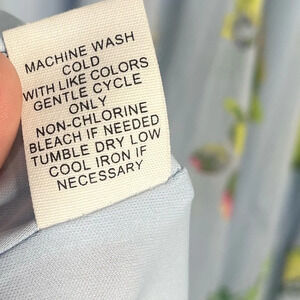 MACHINE WASH
COLD
WITH LIKE COLORS
GENTLE CYCLE
ONLY
NON-CHLORINE
BLEACH IF NEEDED
TUMBLE DRY LOW
COOL IRON IF
NECESSARY